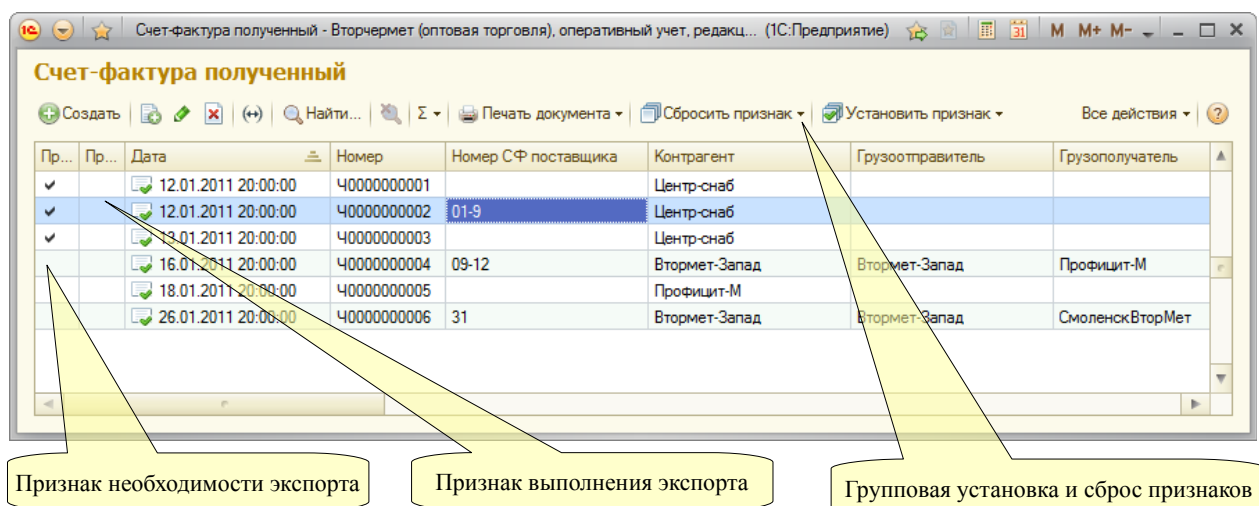 Счет-фактура полученный - Вторчермет (оптовая торговля), оперативный учет, редакц... (1С:Предприятие) 31 M M+ M-
Счет-фактура полученный
Создать Найти... Σ Печать документа Сбросить признак Установить признак Все действия ?
Пр... Пр... Дата Номер Номер СФ поставщика Контрагент Грузоотправитель Грузополучатель
12.01.2011 20:00:00 Ч0000000001 Центр-снаб
12.01.2011 20:00:00 Ч0000000002 01-9 Центр-снаб
13.01.2011 20:00:00 Ч0000000003 Центр-снаб
16.01.2011 20:00:00 Ч0000000004 09-12 Втормет-Запад Втормет-Запад Профицит-М
18.01.2011 20:00:00 Ч0000000005 Профицит-М
26.01.2011 20:00:00 Ч0000000006 31 Втормет-Запад Втормет-Запад СмоленскВторМет
Признак необходимости экспорта Признак выполнения экспорта Групповая установка и сброс признаков